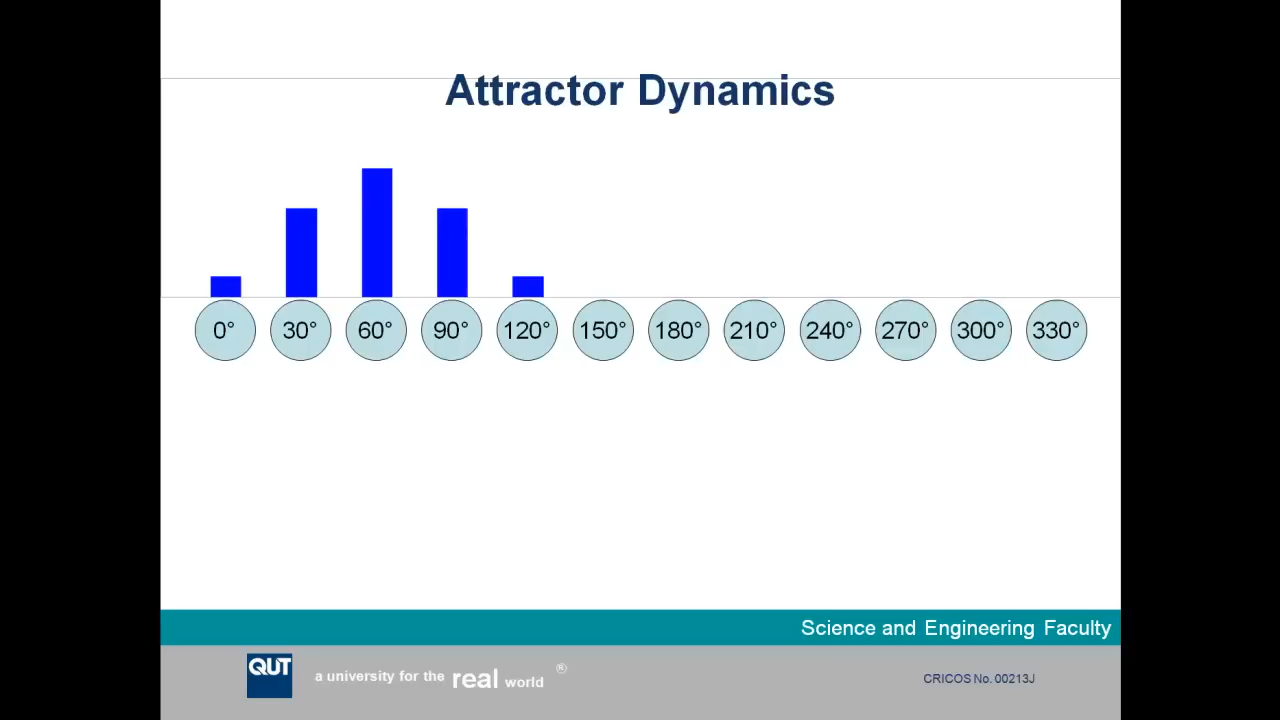 Attractor Dynamics
0° 30° 60° 90° 120° 150° 180° 210° 240° 270° 300° 330°
Science and Engineering Faculty
QUT a university for the real world ® CRICOS No. 00213J